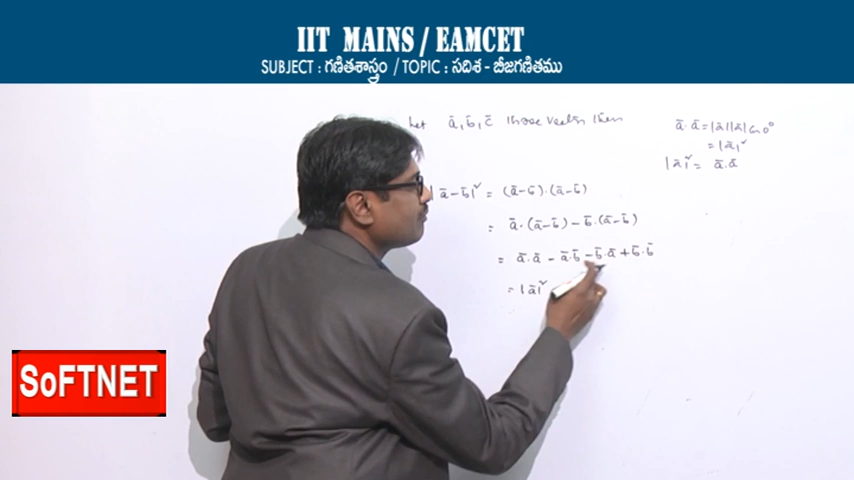 IIT MAINS / EAMCET
SUBJECT : గణితశాస్త్రం / TOPIC : సదిశ - బీజగణితము
Let ā, b̄, c̄ three vectors then
ā.ā = |ā||ā| cos 0°
= |ā|²
|ā|² = ā.ā
|ā-b̄|² = (ā-b̄).(ā-b̄)
= ā.(ā-b̄) - b̄.(ā-b̄)
= ā.ā - ā.b̄ - b̄.ā + b̄.b̄
= |ā|²
SOFTNET